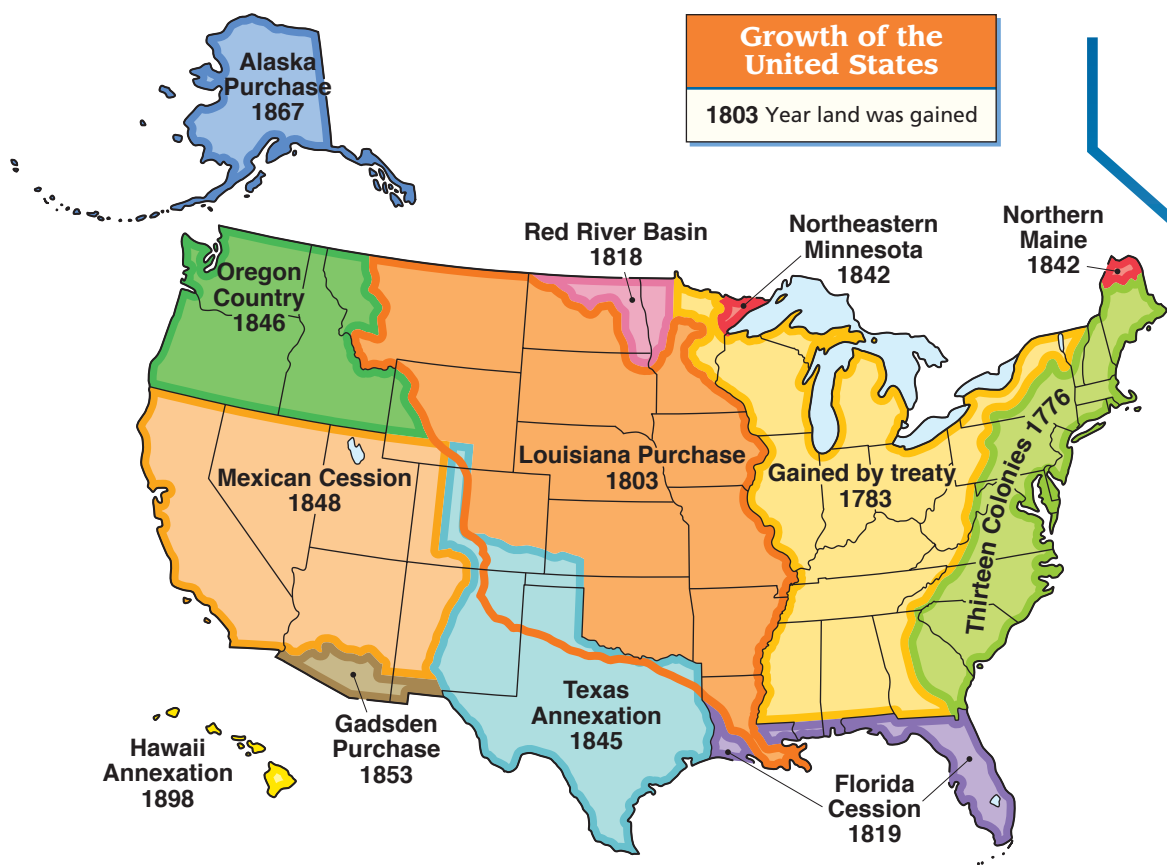 Growth of the
United States
1803 Year land was gained
Alaska
Purchase
1867
Red River Basin
1818
Northeastern
Minnesota
1842
Northern
Maine
1842
Oregon
Country
1846
Mexican Cession
1848
Louisiana Purchase
1803
Gained by treaty
1783
Thirteen Colonies 1776
Gadsden
Purchase
1853
Texas
Annexation
1845
Hawaii
Annexation
1898
Florida
Cession
1819